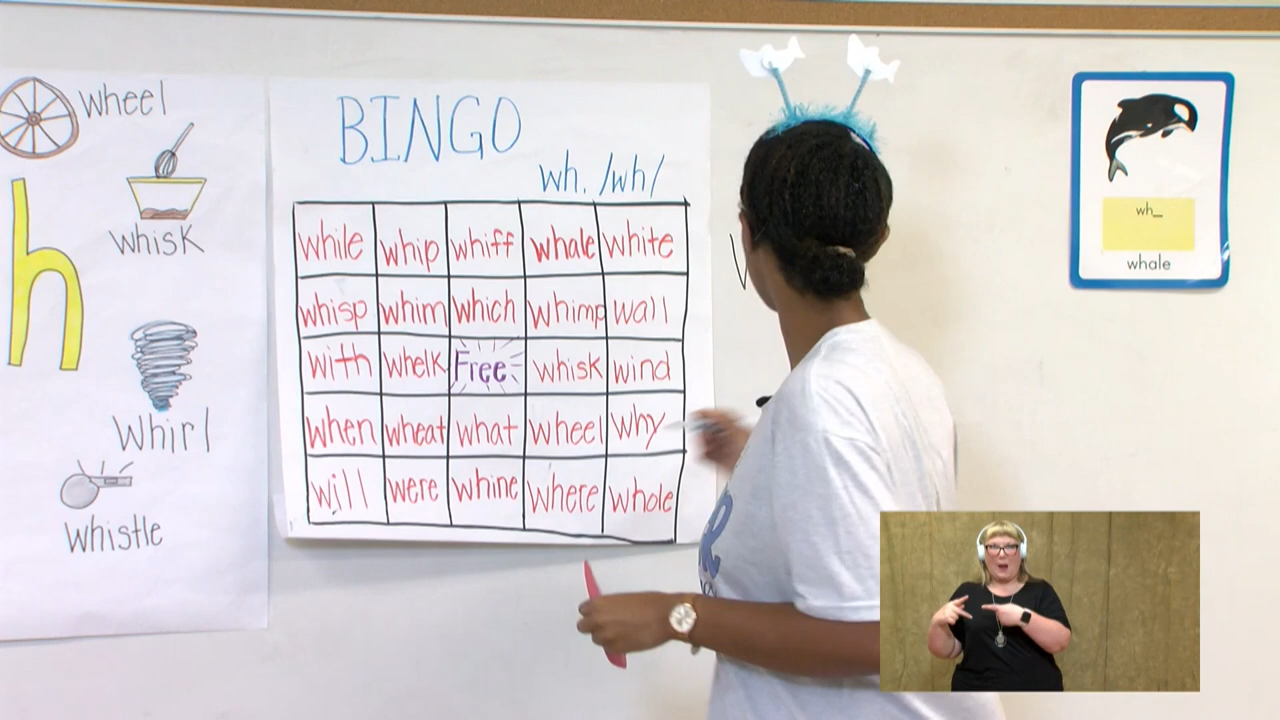 wheel
whisk
h
whirl
whistle
BINGO
wh. /wh/
while whip whiff whale white
whisp whim which whimp wall
with whelk Free whisk wind
when wheat what wheel why
will were whine where whole
wh_
whale